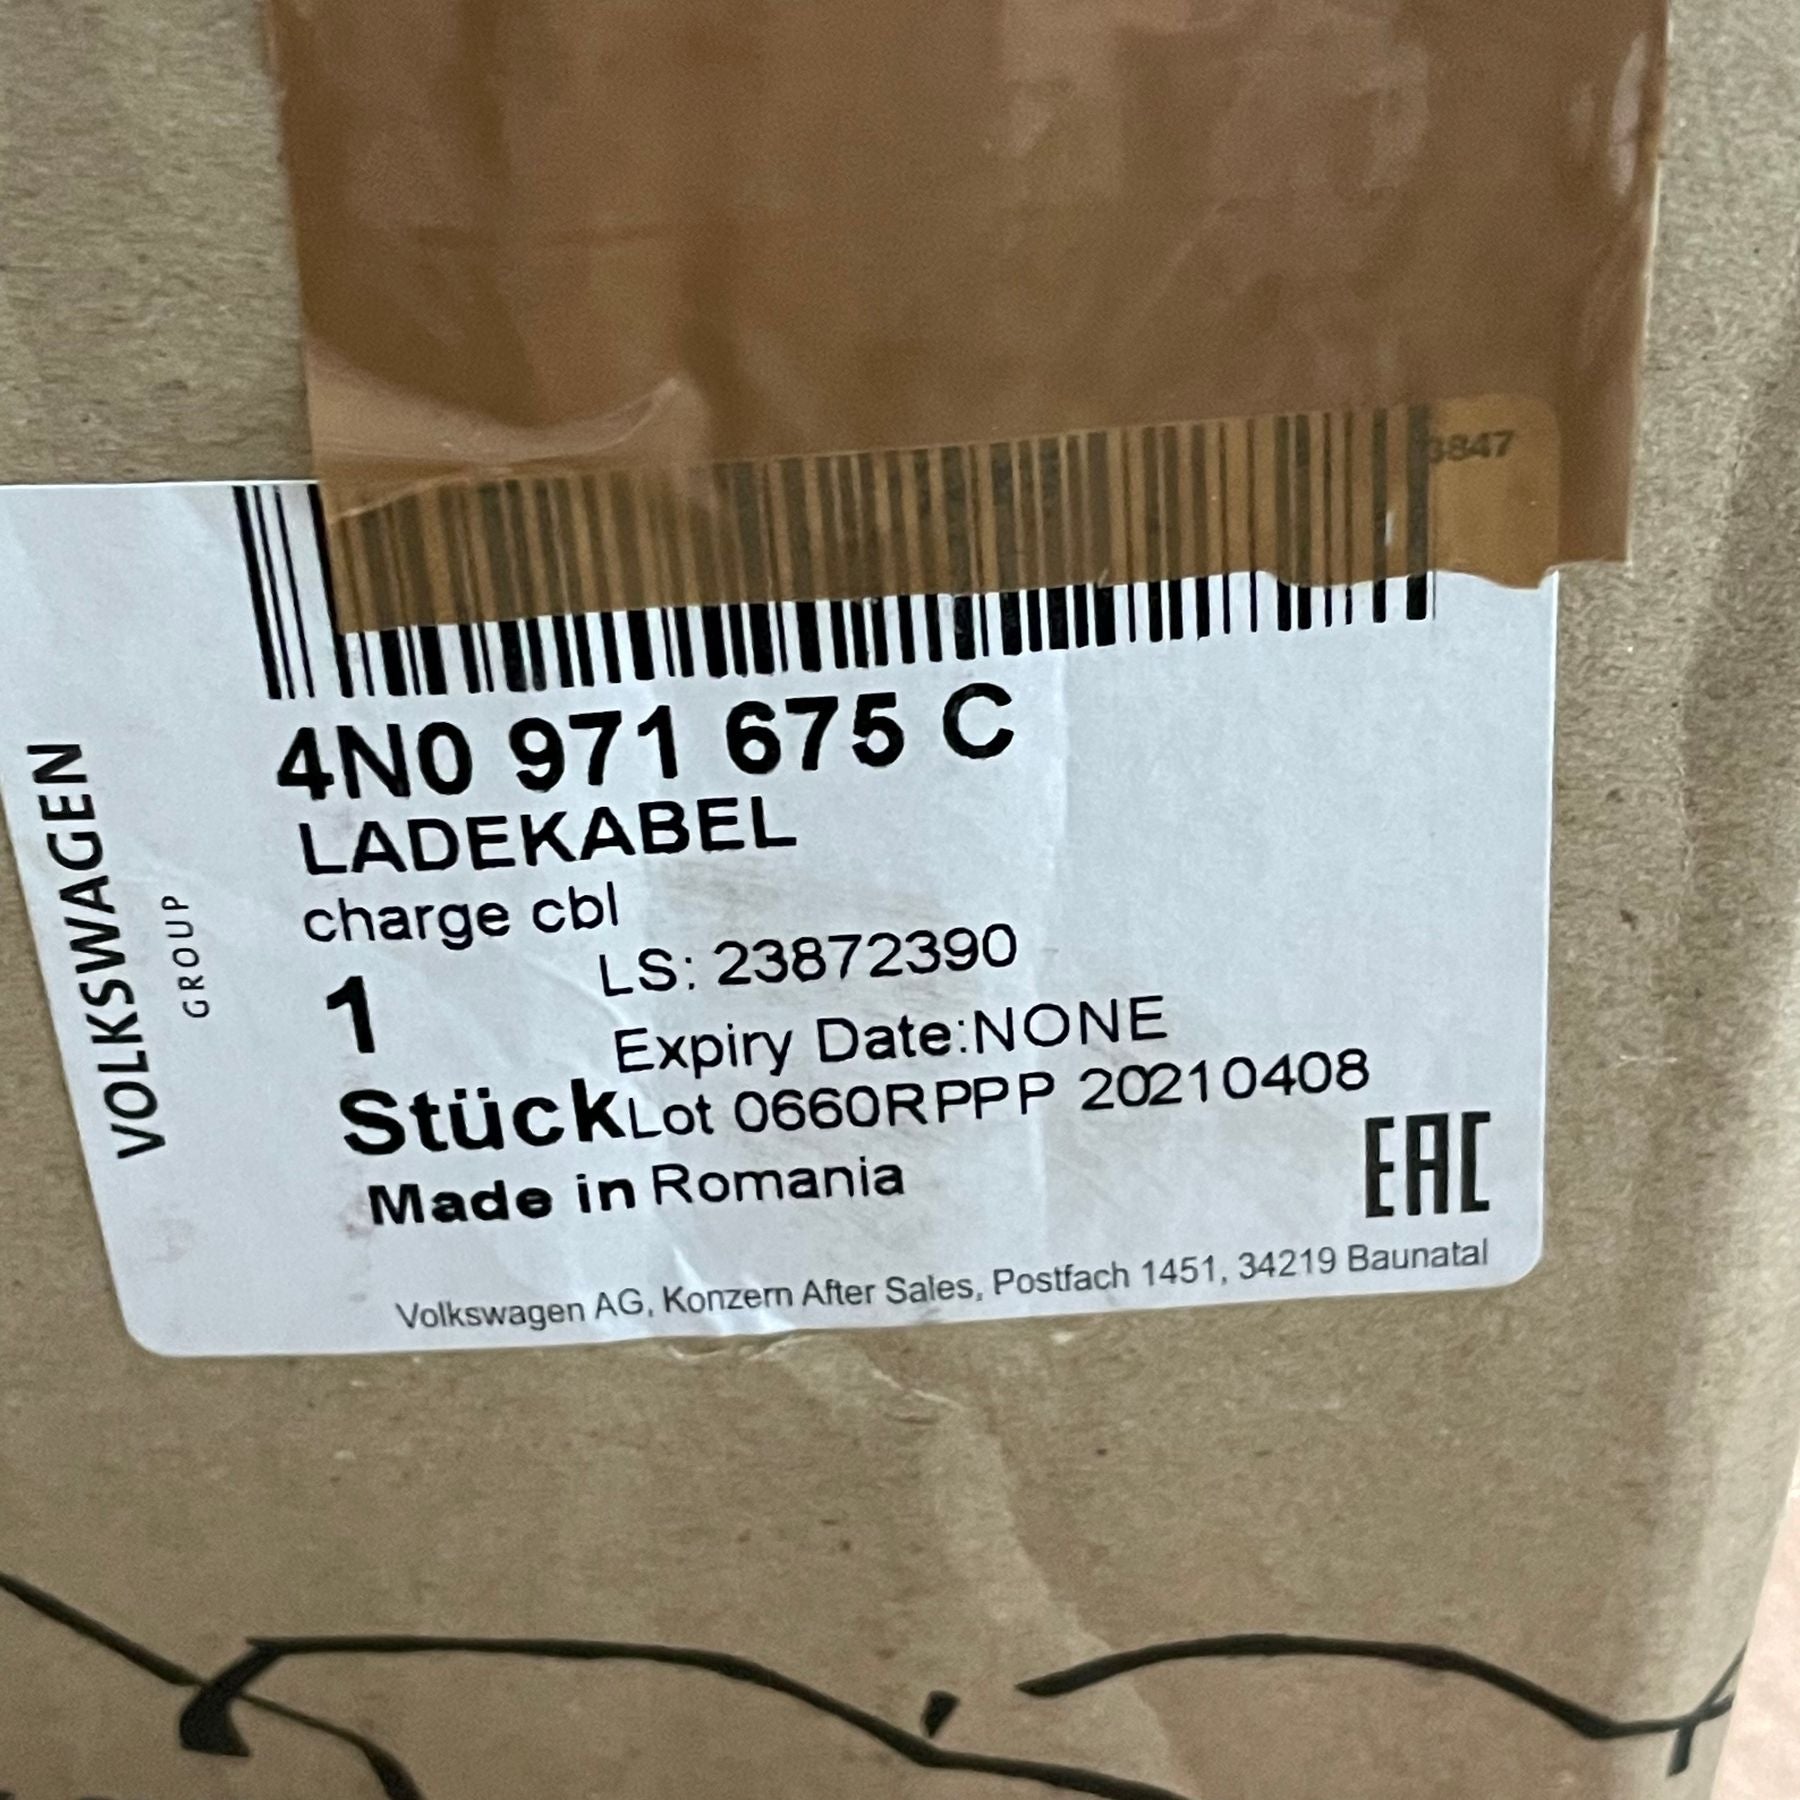 3847
4N0 971 675 C
LADEKABEL
charge cbl
LS: 23872390
1
Expiry Date:NONE
Stück Lot 0660RPPP 20210408
Made in Romania
EAC
Volkswagen AG, Konzern After Sales, Postfach 1451, 34219 Baunatal
VOLKSWAGEN
GROUP